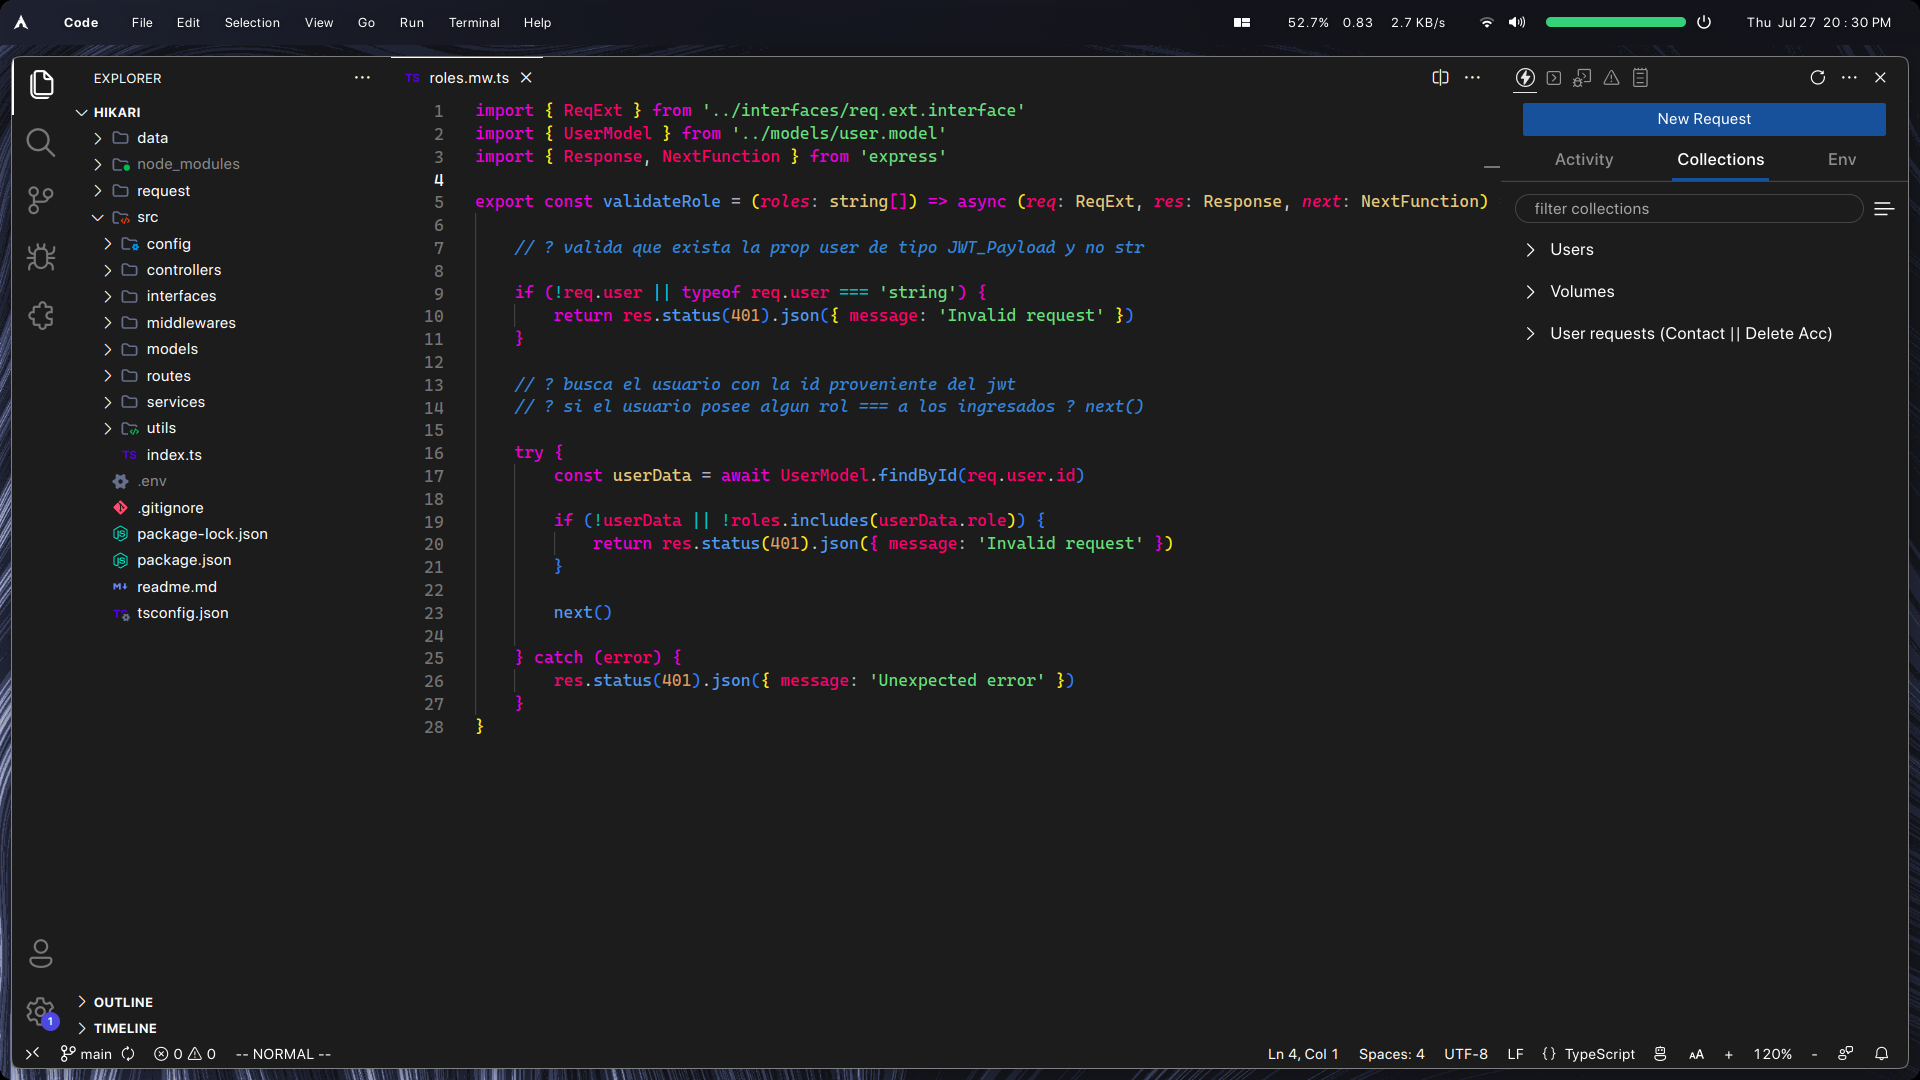 Code File Edit Selection View Go Run Terminal Help 52.7% 0.83 2.7 KB/s Thu Jul 27 20:30 PM
EXPLORER
HIKARI
data
node_modules
request
src
config
controllers
interfaces
middlewares
models
routes
services
utils
TS index.ts
.env
.gitignore
package-lock.json
package.json
M↓ readme.md
TS tsconfig.json
OUTLINE
TIMELINE
TS roles.mw.ts
1 import { ReqExt } from '../interfaces/req.ext.interface'
2 import { UserModel } from '../models/user.model'
3 import { Response, NextFunction } from 'express'
4
5 export const validateRole = (roles: string[]) => async (req: ReqExt, res: Response, next: NextFunction)
6
7 // ? valida que exista la prop user de tipo JWT_Payload y no str
8
9 if (!req.user || typeof req.user === 'string') {
10 return res.status(401).json({ message: 'Invalid request' })
11 }
12
13 // ? busca el usuario con la id proveniente del jwt
14 // ? si el usuario posee algun rol === a los ingresados ? next()
15
16 try {
17 const userData = await UserModel.findById(req.user.id)
18
19 if (!userData || !roles.includes(userData.role)) {
20 return res.status(401).json({ message: 'Invalid request' })
21 }
22
23 next()
24
25 } catch (error) {
26 res.status(401).json({ message: 'Unexpected error' })
27 }
28 }
New Request
Activity Collections Env
filter collections
Users
Volumes
User requests (Contact || Delete Acc)
1
main 0 0 -- NORMAL -- Ln 4, Col 1 Spaces: 4 UTF-8 LF {} TypeScript AA + 120% -